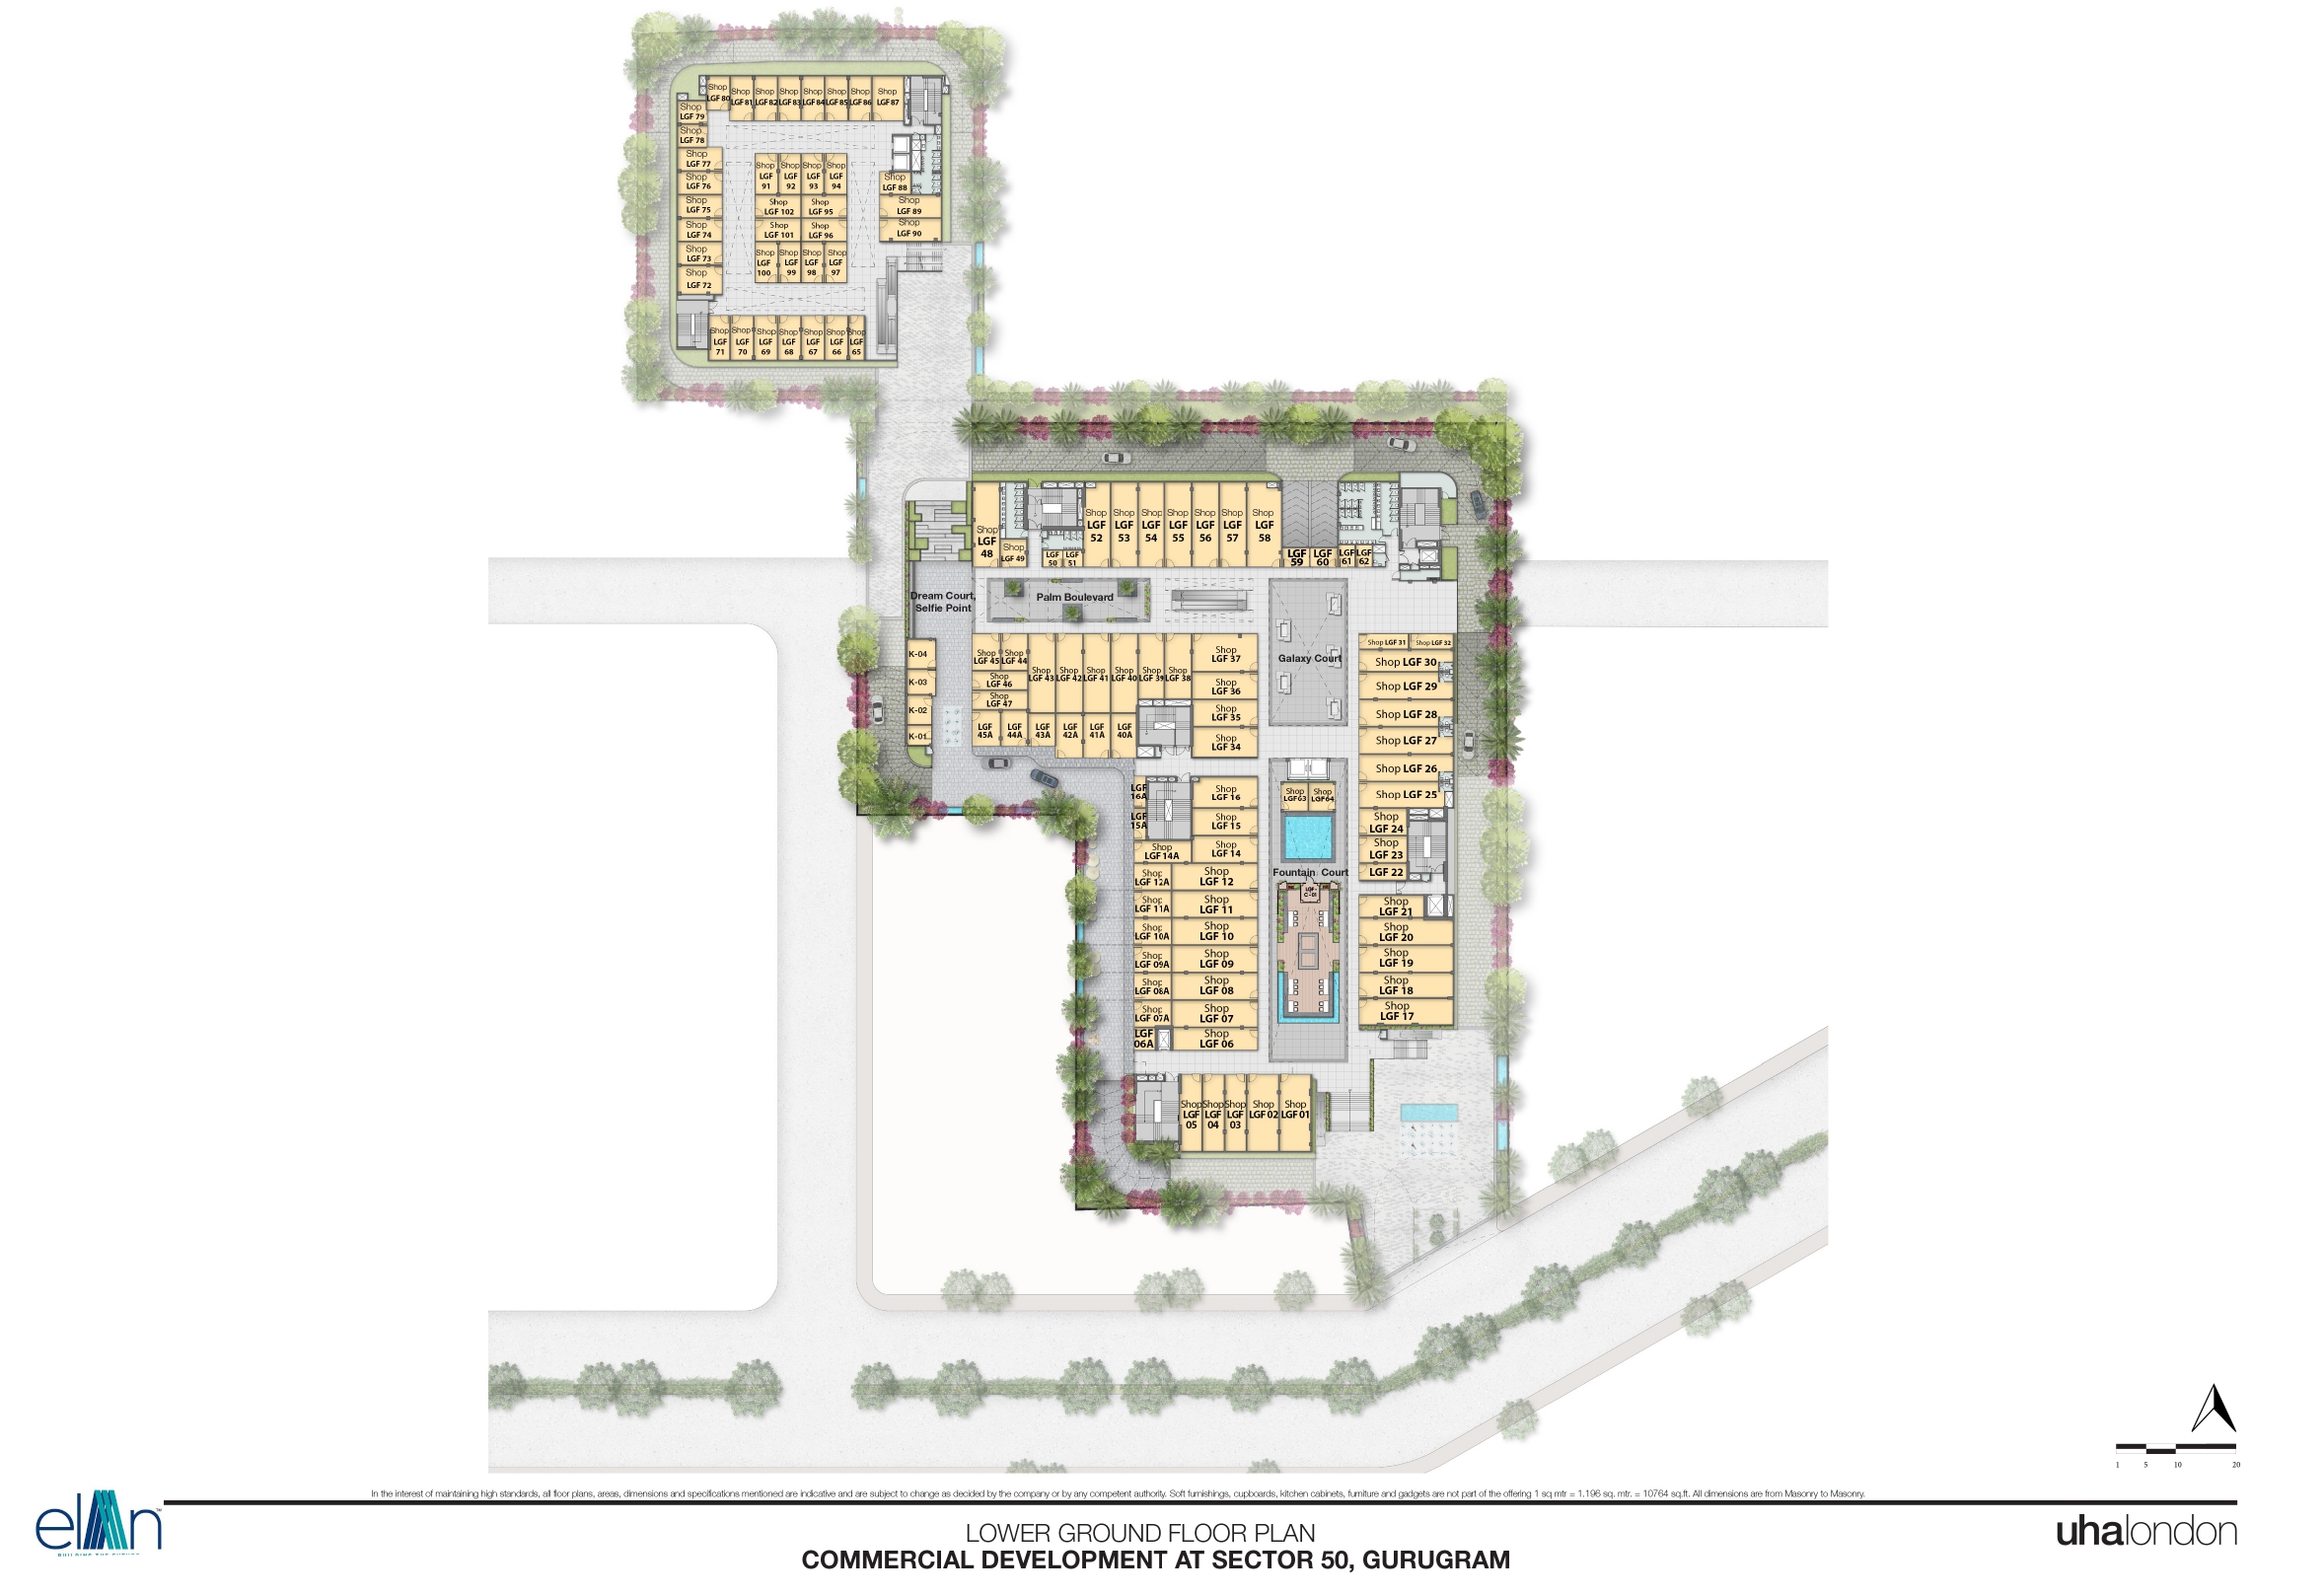 Shop LGF 80
Shop LGF 81
Shop LGF 82
Shop LGF 83
Shop LGF 84
Shop LGF 85
Shop LGF 86
Shop LGF 87
Shop LGF 79
Shop LGF 78
Shop LGF 77
Shop LGF 76
Shop LGF 75
Shop LGF 74
Shop LGF 73
Shop LGF 72
Shop LGF 91
Shop LGF 92
Shop LGF 93
Shop LGF 94
Shop LGF 102
Shop LGF 95
Shop LGF 101
Shop LGF 96
Shop LGF 100
Shop LGF 99
Shop LGF 98
Shop LGF 97
Shop LGF 88
Shop LGF 89
Shop LGF 90
Shop LGF 71
Shop LGF 70
Shop LGF 69
Shop LGF 68
Shop LGF 67
Shop LGF 66
Shop LGF 65
Shop LGF 48
Shop LGF 49
LGF 50
LGF 51
Shop LGF 52
Shop LGF 53
Shop LGF 54
Shop LGF 55
Shop LGF 56
Shop LGF 57
Shop LGF 58
LGF 59
LGF 60
LGF 61
LGF 62
Dream Court,
Selfie Point
Palm Boulevard
Galaxy Court
K-04
K-03
K-02
K-01
Shop LGF 45
Shop LGF 44
Shop LGF 46
Shop LGF 47
Shop LGF 43
Shop LGF 42
Shop LGF 41
Shop LGF 40
Shop LGF 39
Shop LGF 38
Shop LGF 37
Shop LGF 36
Shop LGF 35
Shop LGF 34
LGF 45A
LGF 44A
LGF 43A
LGF 42A
LGF 41A
LGF 40A
Shop LGF 31
Shop LGF 32
Shop LGF 30
Shop LGF 29
Shop LGF 28
Shop LGF 27
Shop LGF 26
Shop LGF 25
Shop LGF 24
Shop LGF 23
LGF 22
Shop LGF 21
Shop LGF 20
Shop LGF 19
Shop LGF 18
Shop LGF 17
Shop LGF63
Shop LGF64
Fountain Court
LGF - C-01
LGF 16A
Shop LGF 16
LGF 15A
Shop LGF 15
Shop LGF 14A
Shop LGF 14
Shop LGF 12A
Shop LGF 12
Shop LGF 11A
Shop LGF 11
Shop LGF 10A
Shop LGF 10
Shop LGF 09A
Shop LGF 09
Shop LGF 08A
Shop LGF 08
Shop LGF 07A
Shop LGF 07
LGF 06A
Shop LGF 06
Shop LGF 05
Shop LGF 04
Shop LGF 03
Shop LGF 02
Shop LGF 01
1 5 10 20
In the interest of maintaining high standards, all floor plans, areas, dimensions and specifications mentioned are indicative and are subject to change as decided by the company or by any competent authority. Soft furnishings, cupboards, kitchen cabinets, furniture and gadgets are not part of the offering 1 sq mtr = 1.196 sq. mtr. = 10764 sq.ft. All dimensions are from Masonry to Masonry.
elan
LOWER GROUND FLOOR PLAN
COMMERCIAL DEVELOPMENT AT SECTOR 50, GURUGRAM
uhalondon